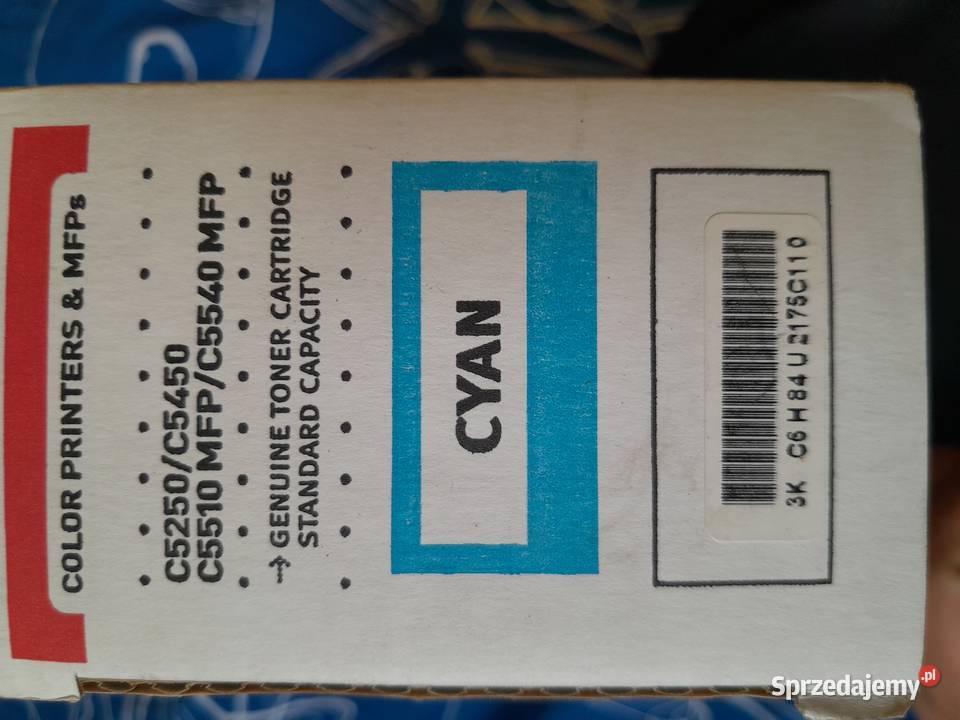 COLOR PRINTERS & MFPs
C5250/C5450
C5510 MFP/C5540 MFP
→ GENUINE TONER CARTRIDGE
STANDARD CAPACITY
CYAN
3K C6 H 84 U 2175C110
Sprzedajemy.pl